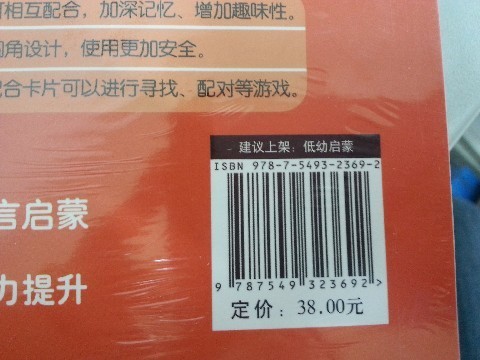 可相互配合，加深记忆、增加趣味性。
圆角设计，使用更加安全。
配合卡片可以进行寻找、配对等游戏。
建议上架：低幼启蒙
ISBN 978-7-5493-2369-2
9 787549 323692 >
定价：38.00元
言启蒙
力提升